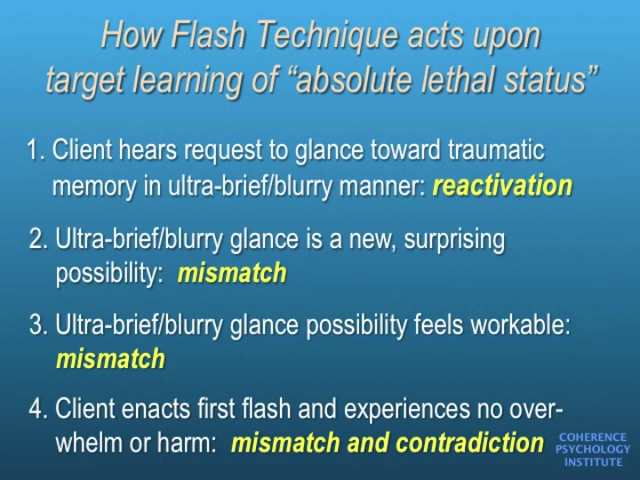 How Flash Technique acts upon
target learning of “absolute lethal status”
1. Client hears request to glance toward traumatic
memory in ultra-brief/blurry manner: reactivation
2. Ultra-brief/blurry glance is a new, surprising
possibility: mismatch
3. Ultra-brief/blurry glance possibility feels workable:
mismatch
4. Client enacts first flash and experiences no over-
whelm or harm: mismatch and contradiction
COHERENCE
PSYCHOLOGY
INSTITUTE